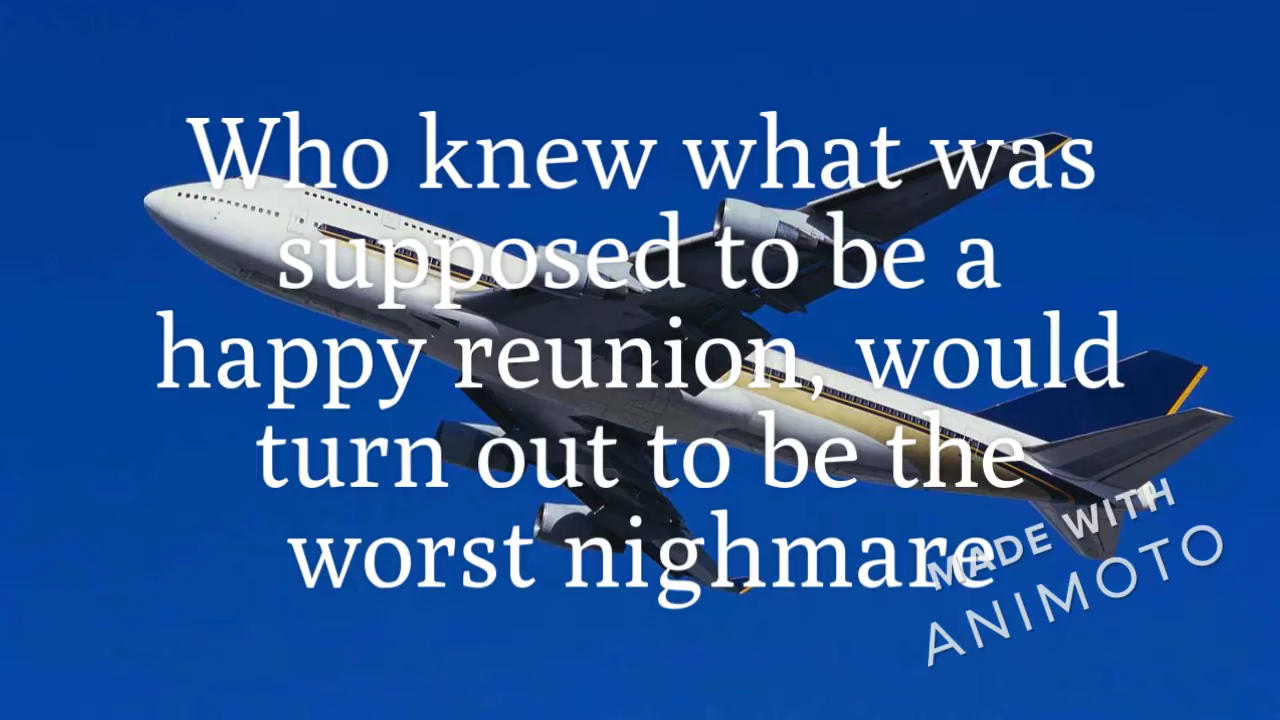 Who knew what was
supposed to be a
happy reunion, would
turn out to be the
worst nighmare
MADE WITH
ANIMOTO